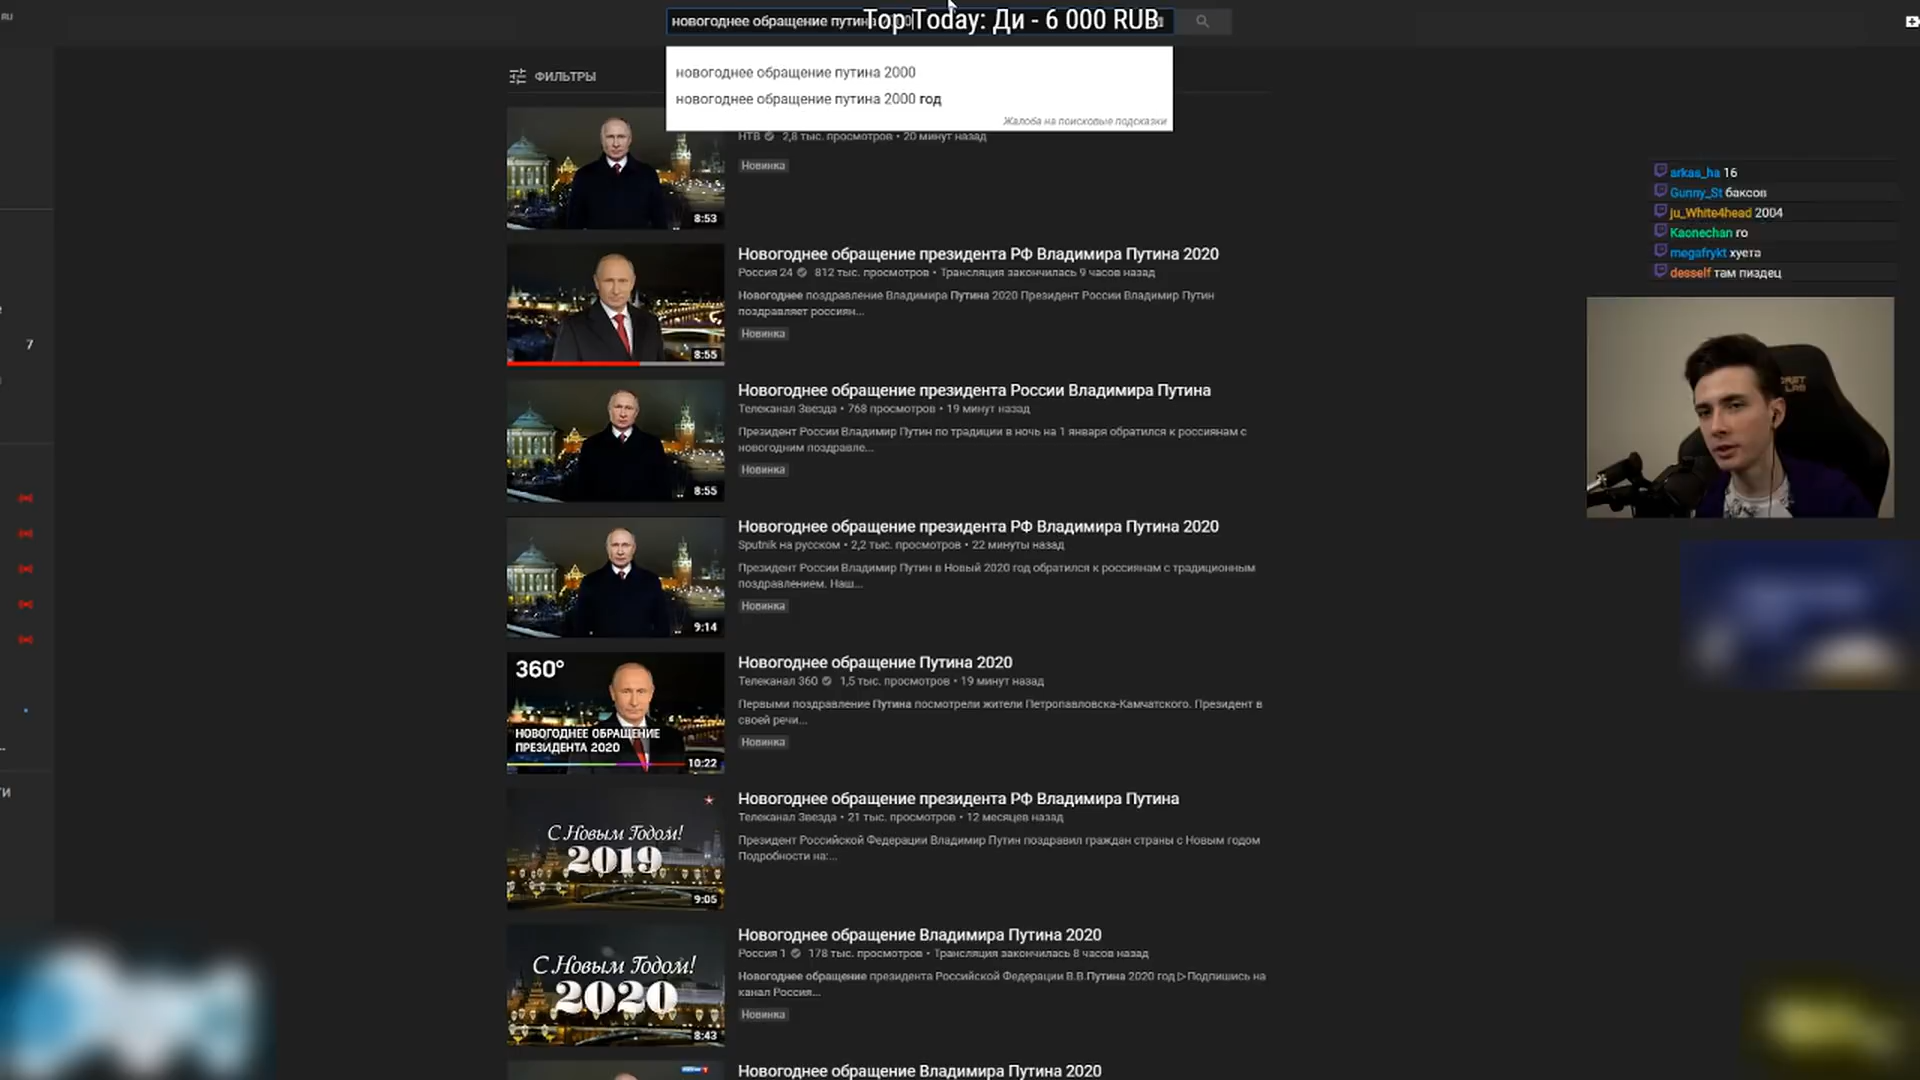 RU
новогоднее обращение путина 2000
Top Today: Ди - 6 000 RUB
новогоднее обращение путина 2000
новогоднее обращение путина 2000 год
Жалоба на поисковые подсказки
ФИЛЬТРЫ
НТВ 2,8 тыс. просмотров • 20 минут назад
Новинка
8:53
Новогоднее обращение президента РФ Владимира Путина 2020
Россия 24 812 тыс. просмотров • Трансляция закончилась 9 часов назад
Новогоднее поздравление Владимира Путина 2020 Президент России Владимир Путин
поздравляет россиян...
Новинка
8:55
Новогоднее обращение президента России Владимира Путина
Телеканал Звезда • 768 просмотров • 19 минут назад
Президент России Владимир Путин по традиции в ночь на 1 января обратился к россиянам с
новогодним поздравле...
Новинка
8:55
Новогоднее обращение президента РФ Владимира Путина 2020
Sputnik на русском • 2,2 тыс. просмотров • 22 минуты назад
Президент России Владимир Путин в Новый 2020 год обратился к россиянам с традиционным
поздравлением. Наш...
Новинка
9:14
360°
НОВОГОДНЕЕ ОБРАЩЕНИЕ
ПРЕЗИДЕНТА 2020
10:22
Новогоднее обращение Путина 2020
Телеканал 360 1,5 тыс. просмотров • 19 минут назад
Первыми поздравление Путина посмотрели жители Петропавловска-Камчатского. Президент в
своей речи...
Новинка
С Новым Годом!
2019
9:05
Новогоднее обращение президента РФ Владимира Путина
Телеканал Звезда • 21 тыс. просмотров • 12 месяцев назад
Президент Российской Федерации Владимир Путин поздравил граждан страны с Новым годом
Подробности на:...
С Новым Годом!
2020
8:43
Новогоднее обращение Владимира Путина 2020
Россия 1 178 тыс. просмотров • Трансляция закончилась 8 часов назад
Новогоднее обращение президента Российской Федерации В.В.Путина 2020 год ▷Подпишись на
канал Россия...
Новинка
Новогоднее обращение Владимира Путина 2020
7
ТИ
arkas_ha 16
Gunny_St баксов
ju_White4head 2004
Kaonechan го
megafrykt хуета
desself там пиздец